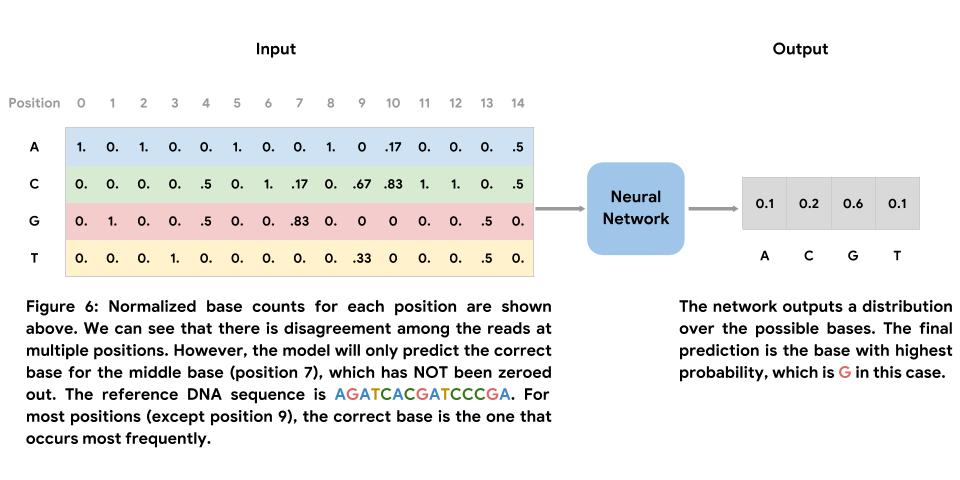 Input
Output
Position 0 1 2 3 4 5 6 7 8 9 10 11 12 13 14
A 1. 0. 1. 0. 0. 1. 0. 0. 1. 0 .17 0. 0. 0. .5
C 0. 0. 0. 0. .5 0. 1. .17 0. .67 .83 1. 1. 0. .5
G 0. 1. 0. 0. .5 0. 0. .83 0. 0 0 0. 0. .5 0.
T 0. 0. 0. 1. 0. 0. 0. 0. 0. .33 0 0. 0. .5 0.
Neural
Network
0.1 0.2 0.6 0.1
A C G T
Figure 6: Normalized base counts for each position are shown
above. We can see that there is disagreement among the reads at
multiple positions. However, the model will only predict the correct
base for the middle base (position 7), which has NOT been zeroed
out. The reference DNA sequence is AGATCACGATCCCGA. For
most positions (except position 9), the correct base is the one that
occurs most frequently.
The network outputs a distribution
over the possible bases. The final
prediction is the base with highest
probability, which is G in this case.